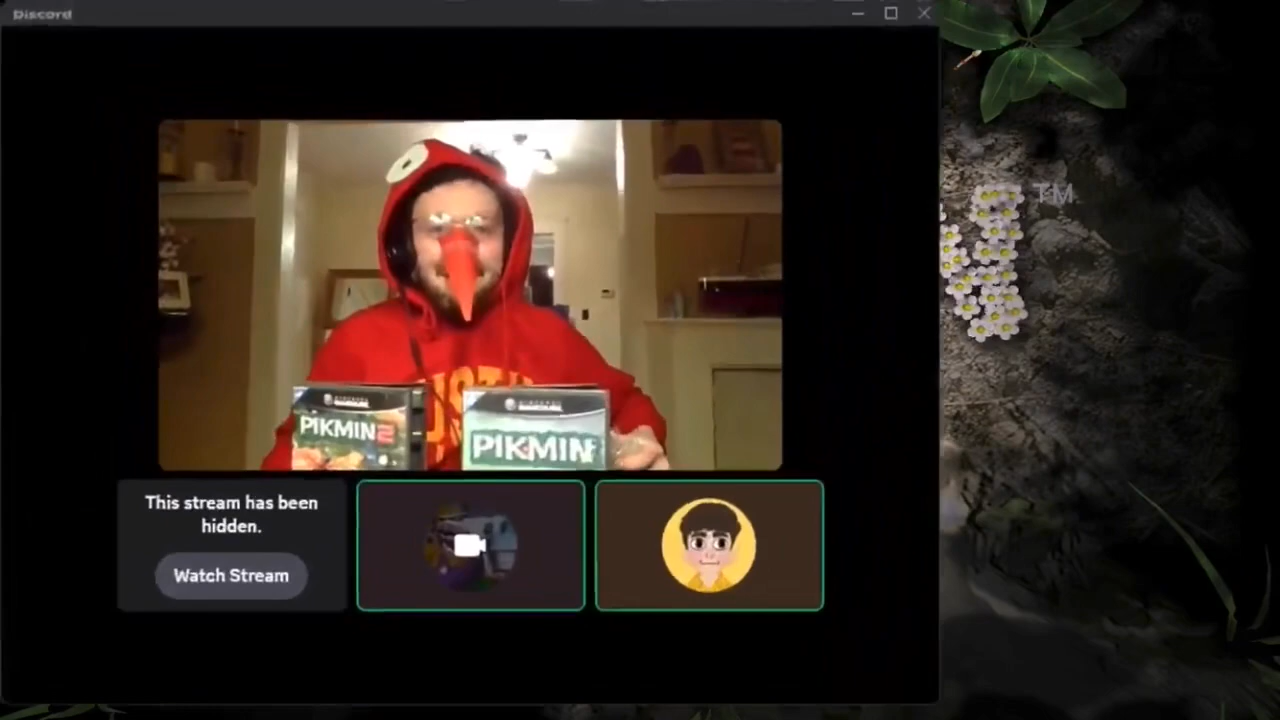 Discord
TM
PIKMIN 2
PIKMIN
This stream has been
hidden.
Watch Stream